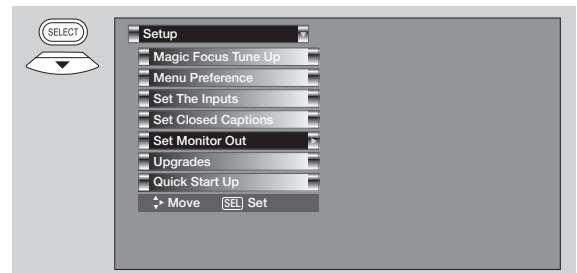 SELECT
Setup
Magic Focus Tune Up
Menu Preference
Set The Inputs
Set Closed Captions
Set Monitor Out
Upgrades
Quick Start Up
Move SEL Set